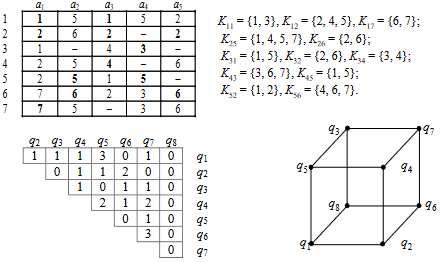 a₁ a₂ a₃ a₄ a₅
1 1 5 1 5 2
2 2 6 2 – 2
3 1 – 4 3 –
4 2 5 4 – 6
5 2 5 1 5 –
6 7 6 2 3 6
7 7 5 – 3 6
K₁₁ = {1, 3}, K₁₂ = {2, 4, 5}, K₁₇ = {6, 7};
K₂₅ = {1, 4, 5, 7}, K₂₆ = {2, 6};
K₃₁ = {1, 5}, K₃₂ = {2, 6}, K₃₄ = {3, 4};
K₄₃ = {3, 6, 7}, K₄₅ = {1, 5};
K₅₂ = {1, 2}, K₅₆ = {4, 6, 7}.
q₂ q₃ q₄ q₅ q₆ q₇ q₈
1 1 1 3 0 1 0 q₁
0 1 1 2 0 0 q₂
1 0 1 1 0 q₃
2 1 2 0 q₄
0 1 0 q₅
3 0 q₆
0 q₇
q₃ q₇
q₅ q₄
q₈ q₆
q₁ q₂